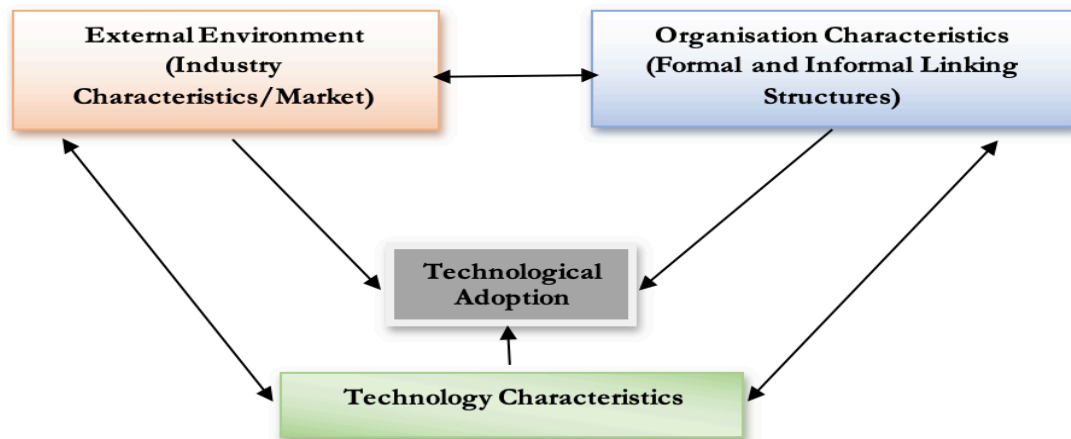 External Environment
(Industry
Characteristics/Market)
Organisation Characteristics
(Formal and Informal Linking
Structures)
Technological
Adoption
Technology Characteristics